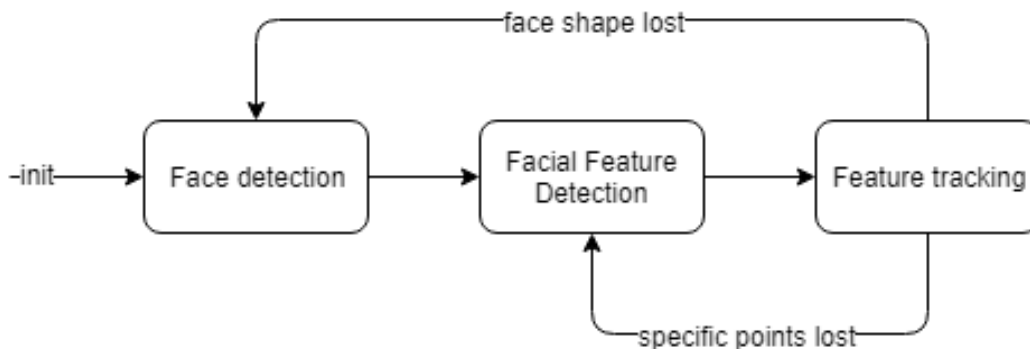 face shape lost
-init
Face detection
Facial Feature
Detection
Feature tracking
specific points lost